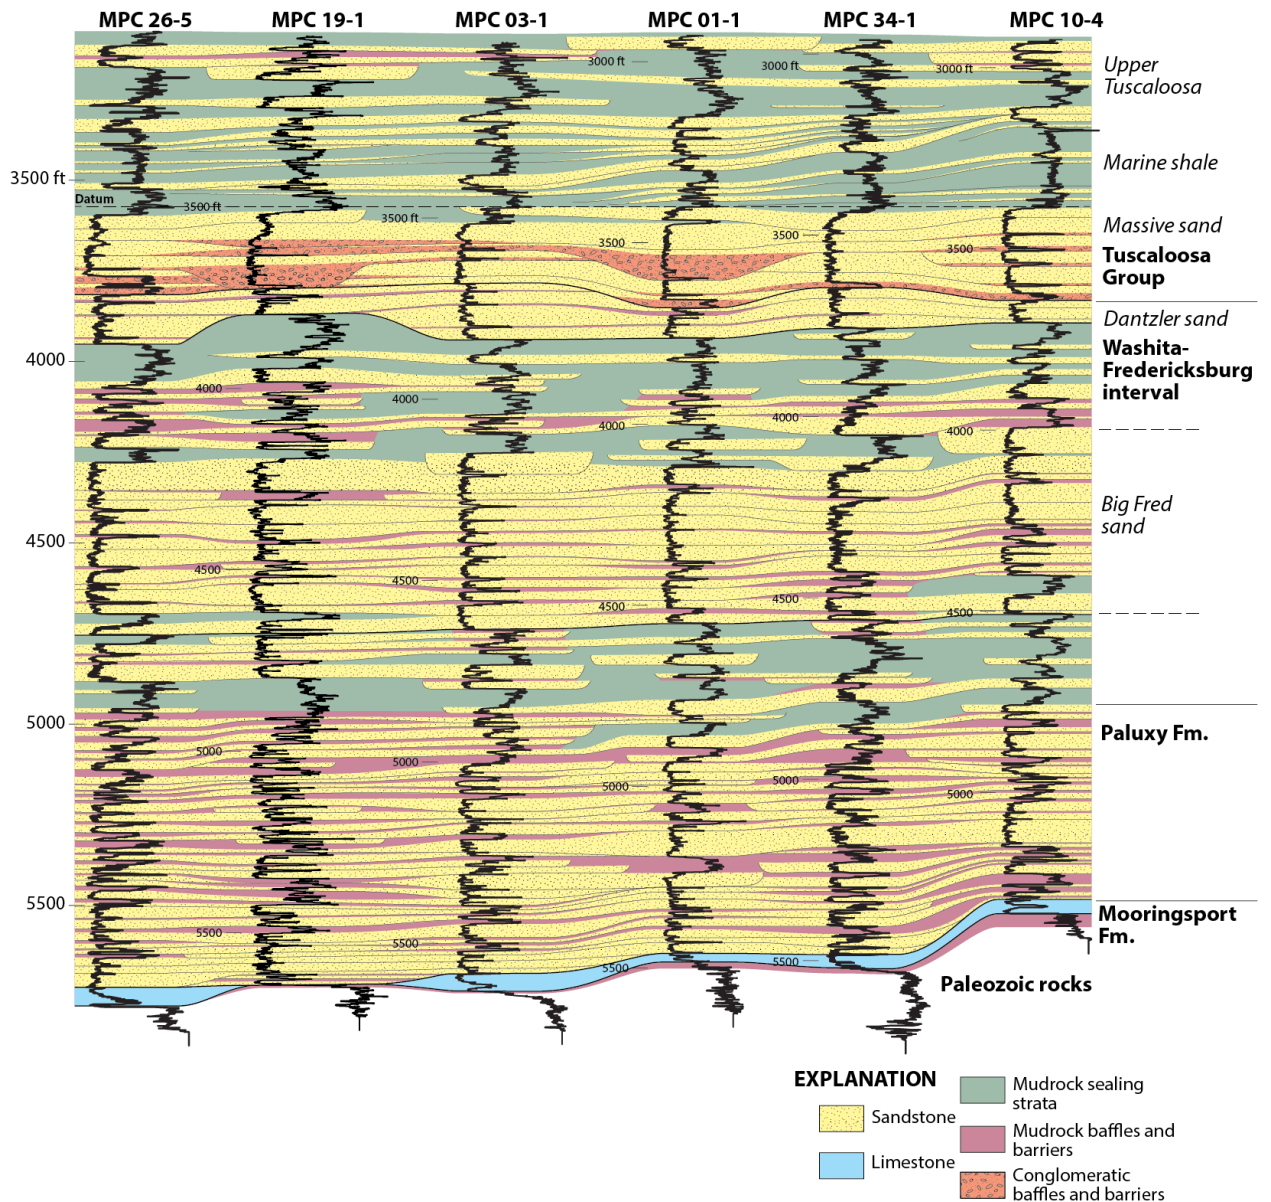 MPC 26-5 MPC 19-1 MPC 03-1 MPC 01-1 MPC 34-1 MPC 10-4
3000 ft 3000 ft 3000 ft
Upper
Tuscaloosa
3500 ft
Marine shale
Datum
3500 ft
3500 ft
3500
3500
3500
Massive sand
Tuscaloosa
Group
Dantzler sand
4000
Washita-
Fredericksburg
interval
4000
4000
4000
4000
4000
Big Fred
sand
4500
4500
4500
4500
4500
4500
5000
Paluxy Fm.
5000
5000
5000
5000
5000
5500
Mooringsport
Fm.
5500
5500
5500
5500
Paleozoic rocks
EXPLANATION
Sandstone
Limestone
Mudrock sealing
strata
Mudrock baffles and
barriers
Conglomeratic
baffles and barriers